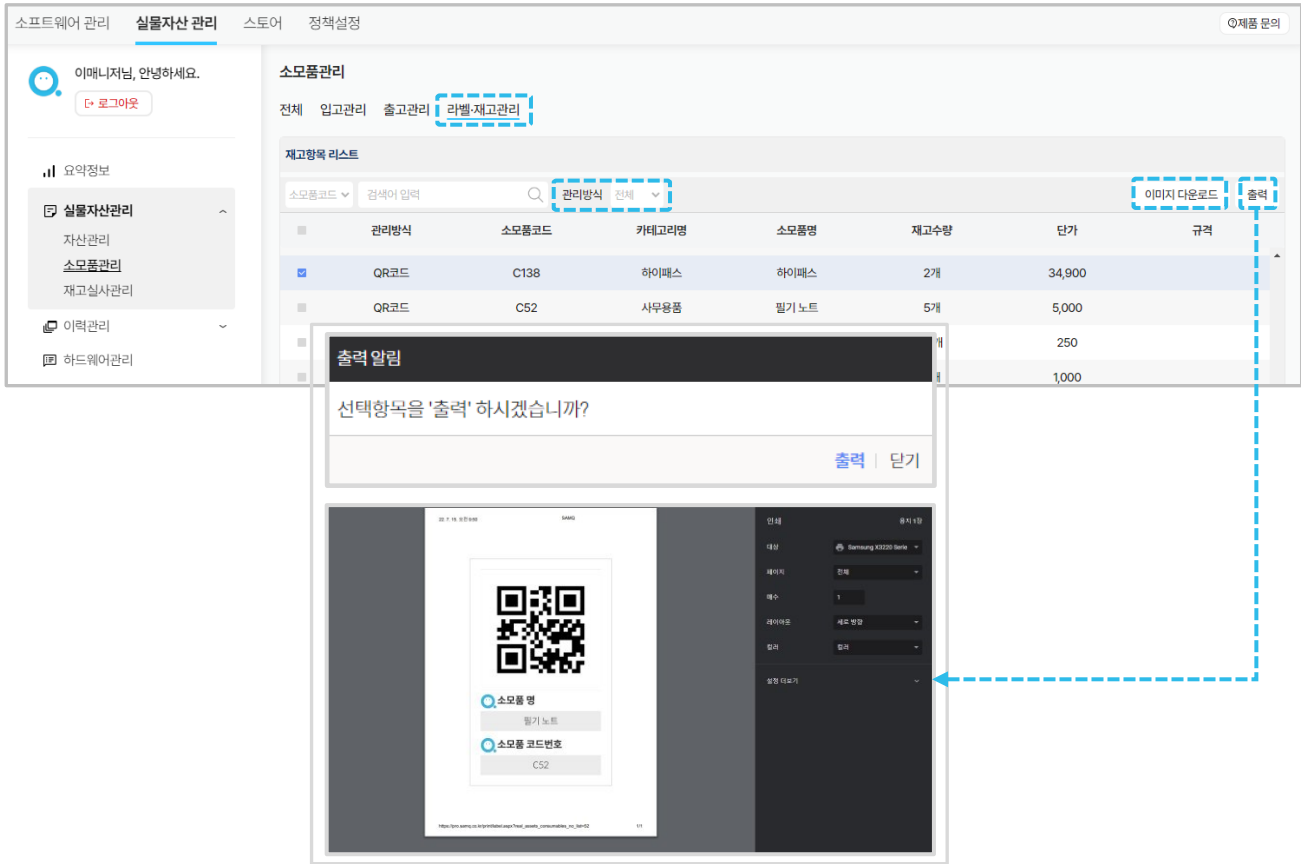 소프트웨어 관리 실물자산 관리 스토어 정책설정 제품 문의
이매니저님, 안녕하세요.
로그아웃
요약정보
실물자산관리
자산관리
소모품관리
재고실사관리
이력관리
하드웨어관리
소모품관리
전체 입고관리 출고관리 라벨·재고관리
재고항목 리스트
소모품코드 검색어 입력 관리방식 전체 이미지 다운로드 출력
관리방식 소모품코드 카테고리명 소모품명 재고수량 단가 규격
QR코드 C138 하이패스 하이패스 2개 34,900
QR코드 C52 사무용품 필기 노트 5개 5,000
개 250
1,000
출력 알림
선택항목을 '출력' 하시겠습니까?
출력 닫기
SAMQ
소모품 명
필기 노트
소모품 코드번호
C52
1/1
인쇄 용지 1장
대상 Samsung X3220 Serie
페이지 전체
매수 1
레이아웃 세로 방향
컬러 컬러
설정 더보기